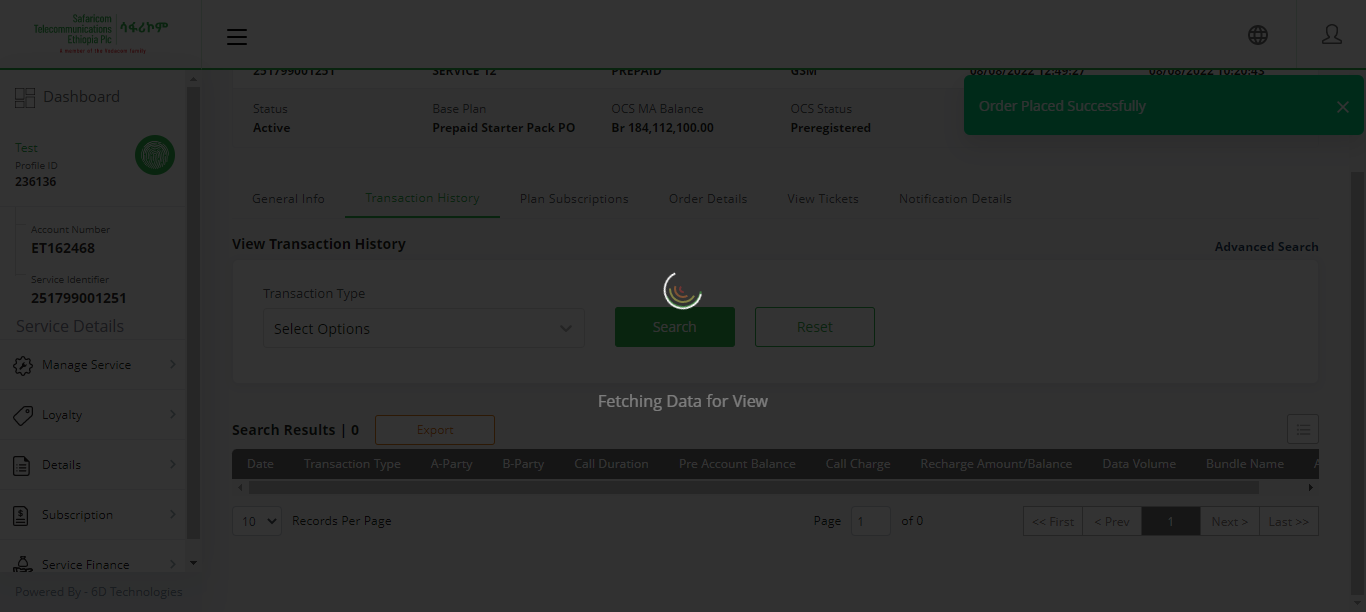 Safaricom
Telecommunications
Ethiopia Plc
ሳፋሪኮም
A member of the Vodacom family
Dashboard
Test
Profile ID
236136
Account Number
ET162468
Service Identifier
251799001251
Service Details
Manage Service
Loyalty
Details
Subscription
Service Finance
Powered By - 6D Technologies
251799001251 SERVICE 12 PREPAID GSM 08/08/2022 12:49:27 08/08/2022 10:20:43
Status Base Plan OCS MA Balance OCS Status
Active Prepaid Starter Pack PO Br 184,112,100.00 Preregistered
Order Placed Successfully
General Info Transaction History Plan Subscriptions Order Details View Tickets Notification Details
View Transaction History Advanced Search
Transaction Type
Select Options Search Reset
Fetching Data for View
Search Results | 0 Export
Date Transaction Type A-Party B-Party Call Duration Pre Account Balance Call Charge Recharge Amount/Balance Data Volume Bundle Name
10 Records Per Page Page 1 of 0 << First < Prev 1 Next > Last >>